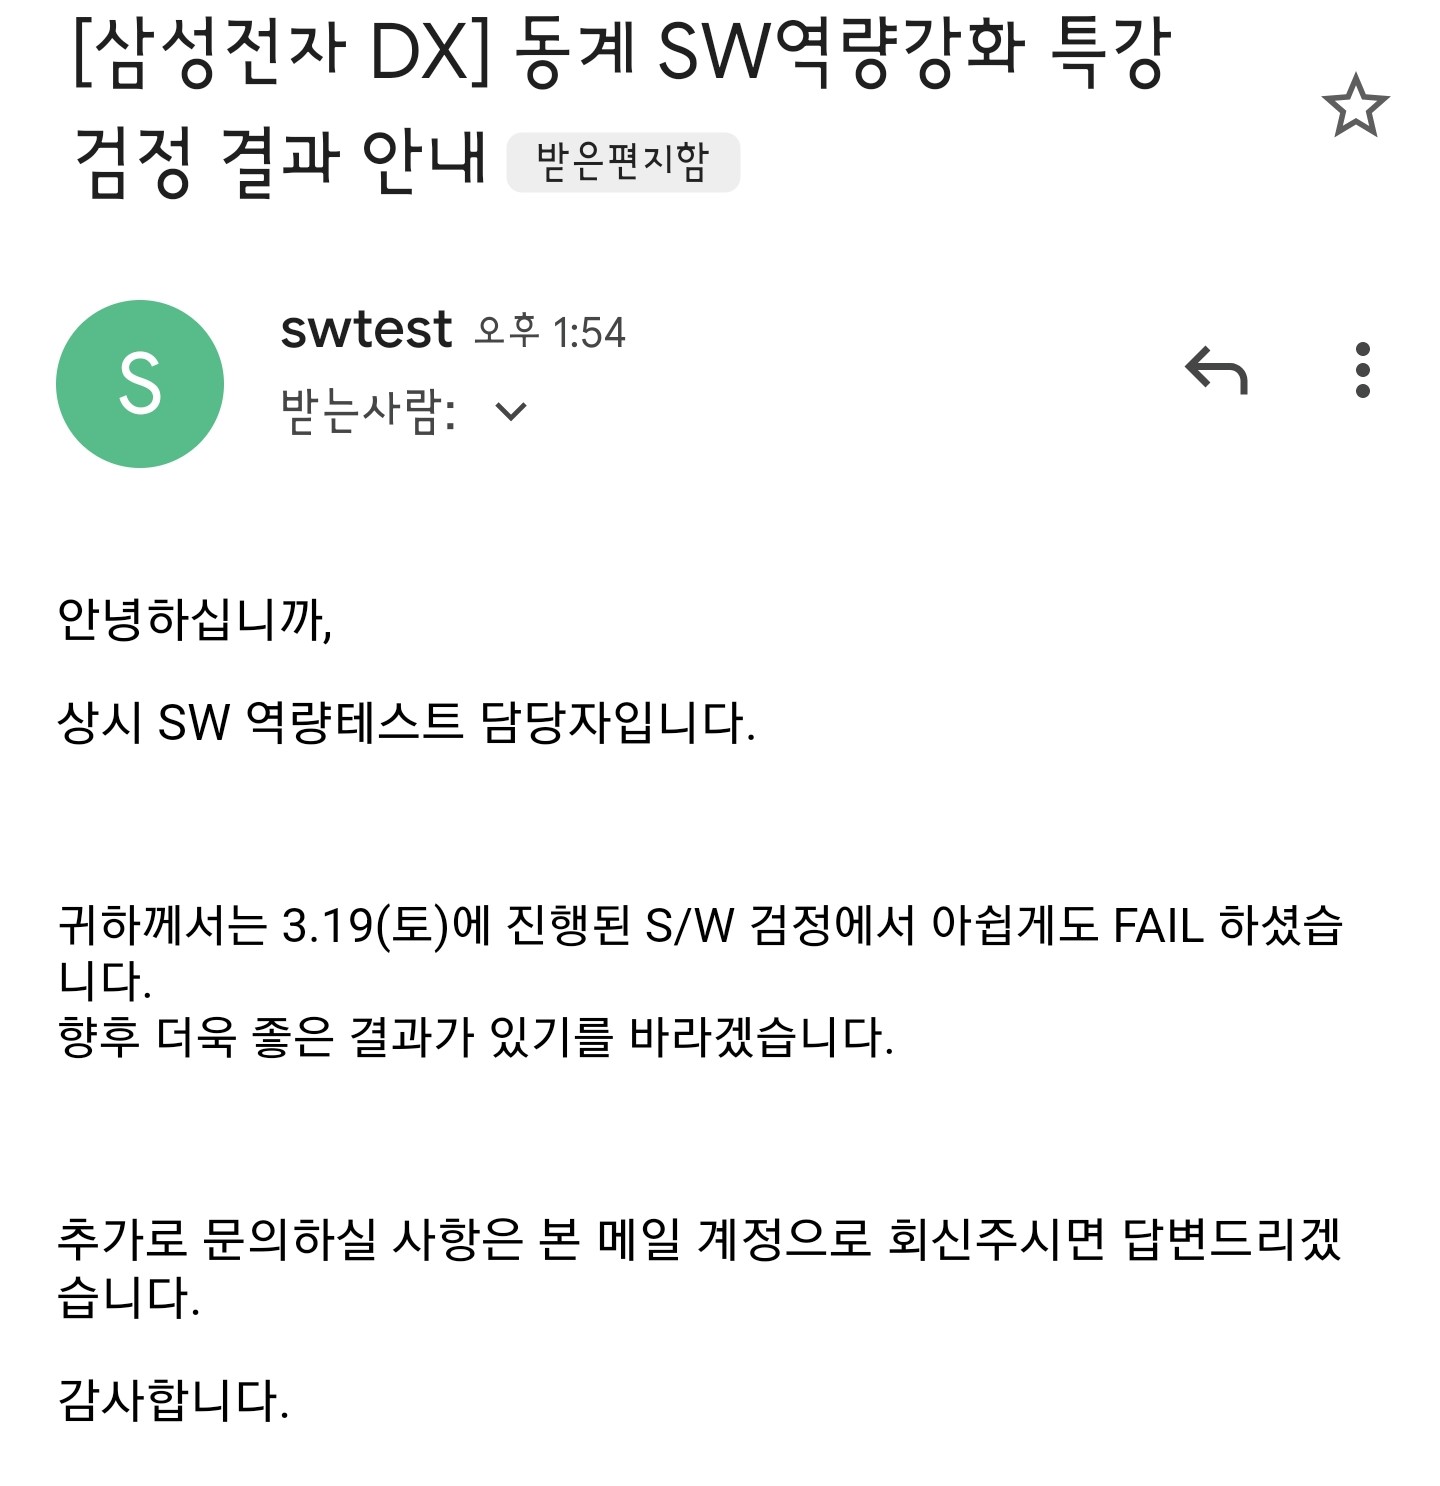 [삼성전자 DX] 동계 SW역량강화 특강
검정 결과 안내 받은편지함
S
swtest 오후 1:54
받는사람:
안녕하십니까,
상시 SW 역량테스트 담당자입니다.
귀하께서는 3.19(토)에 진행된 S/W 검정에서 아쉽게도 FAIL 하셨습
니다.
향후 더욱 좋은 결과가 있기를 바라겠습니다.
추가로 문의하실 사항은 본 메일 계정으로 회신주시면 답변드리겠
습니다.
감사합니다.